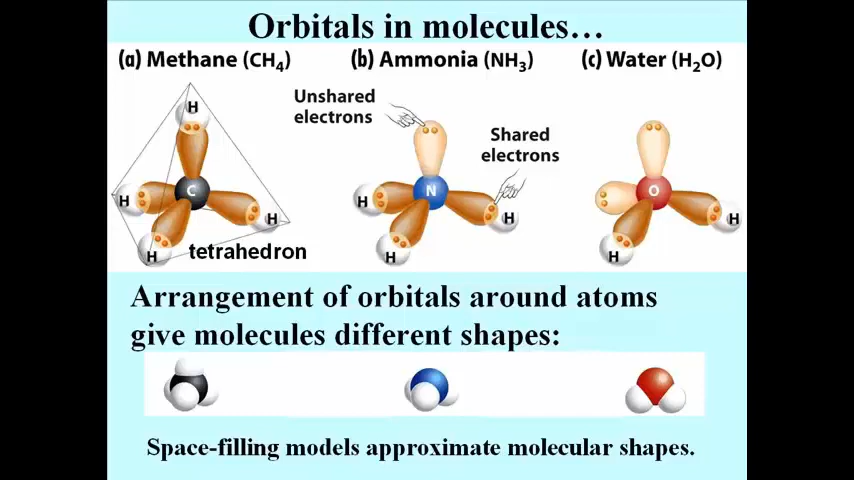 Orbitals in molecules…
(a) Methane (CH4)
(b) Ammonia (NH3)
(c) Water (H2O)
Unshared
electrons
Shared
electrons
H
C
H
H
H
tetrahedron
N
H
H
H
O
H
H
Arrangement of orbitals around atoms
give molecules different shapes:
Space-filling models approximate molecular shapes.